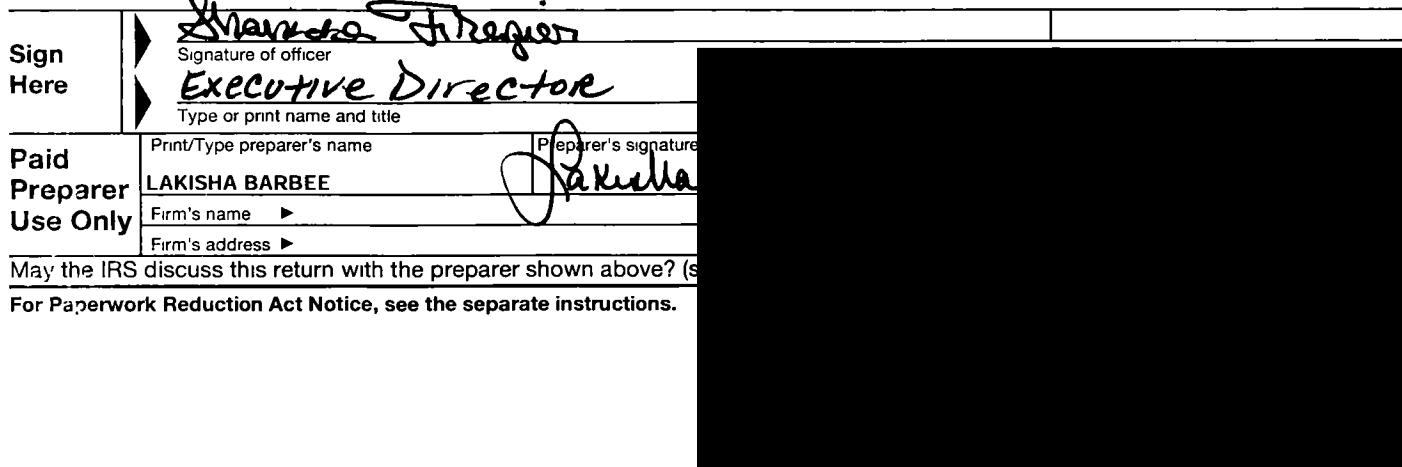 Sign Here
Signature of officer
Executive Director
Type or print name and title
Paid Preparer Use Only
Print/Type preparer's name
Preparer's signature
LAKISHA BARBEE
Lakisha
Firm's name ►
Firm's address ►
May the IRS discuss this return with the preparer shown above? (s
For Paperwork Reduction Act Notice, see the separate instructions.